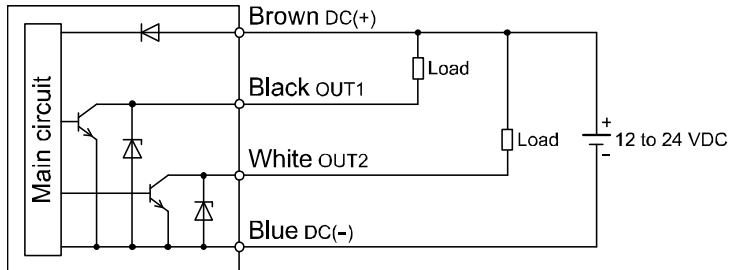 Brown DC(+)
Load
Black OUT1
Main circuit
+
Load
12 to 24 VDC
−
White OUT2
Blue DC(−)